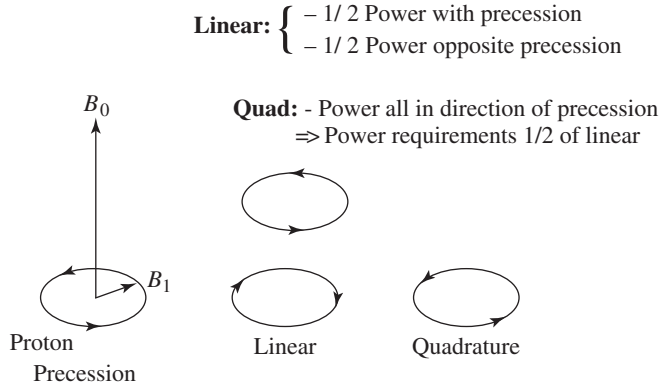 Linear: { – 1/ 2 Power with precession
– 1/ 2 Power opposite precession
B0
Quad: - Power all in direction of precession
=> Power requirements 1/2 of linear
B1
Proton
Precession
Linear
Quadrature